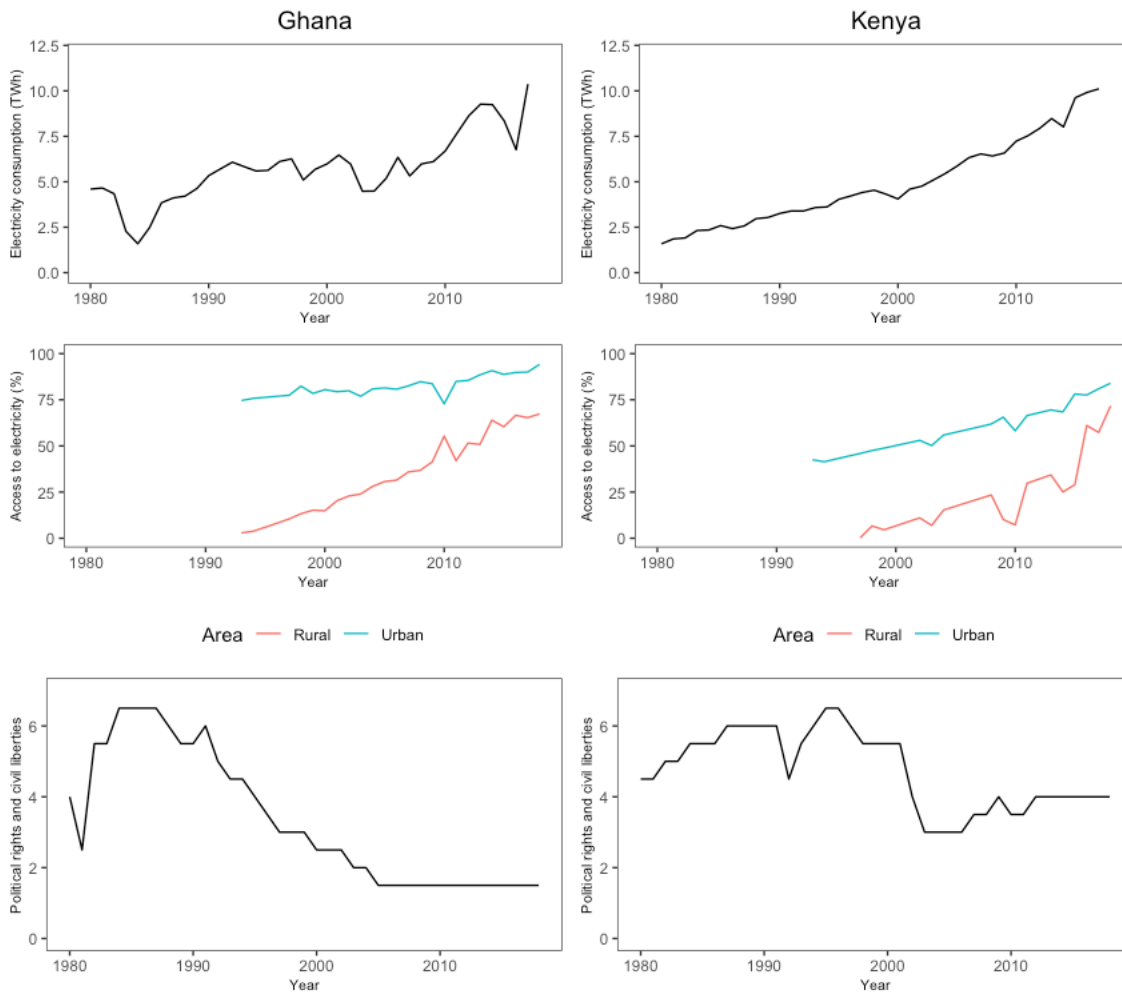 Ghana
Kenya
Electricity consumption (TWh)
12.5
10.0
7.5
5.0
2.5
0.0
1980 1990 2000 2010
Year
Electricity consumption (TWh)
12.5
10.0
7.5
5.0
2.5
0.0
1980 1990 2000 2010
Year
Access to electricity (%)
100
75
50
25
0
1980 1990 2000 2010
Year
Area Rural Urban
Access to electricity (%)
100
75
50
25
0
1980 1990 2000 2010
Year
Area Rural Urban
Political rights and civil liberties
6
4
2
0
1980 1990 2000 2010
Year
Political rights and civil liberties
6
4
2
0
1980 1990 2000 2010
Year